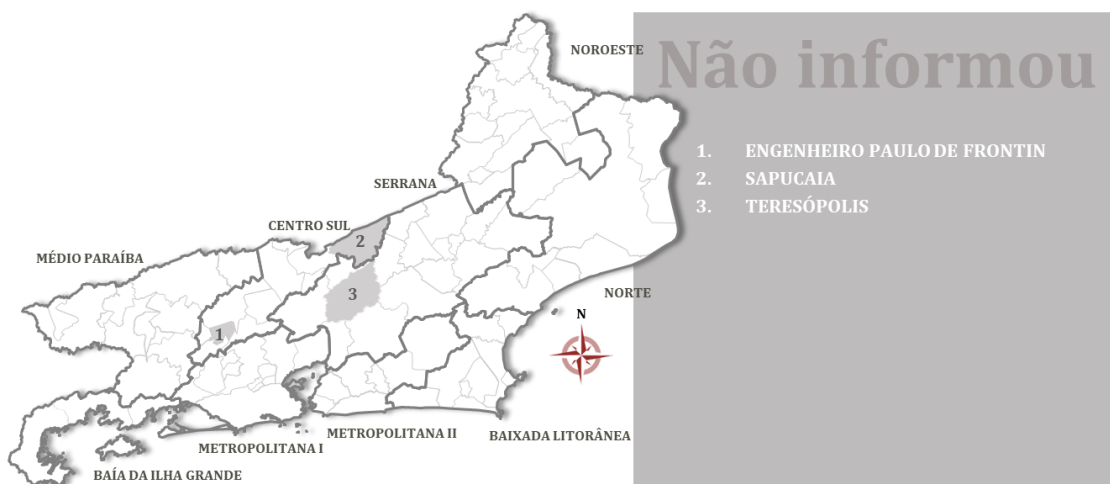 NOROESTE
Não informou
1. ENGENHEIRO PAULO DE FRONTIN
2. SAPUCAIA
3. TERESÓPOLIS
SERRANA
CENTRO SUL
2
MÉDIO PARAÍBA
3
NORTE
N
1
METROPOLITANA II
BAIXADA LITORÂNEA
METROPOLITANA I
BAÍA DA ILHA GRANDE